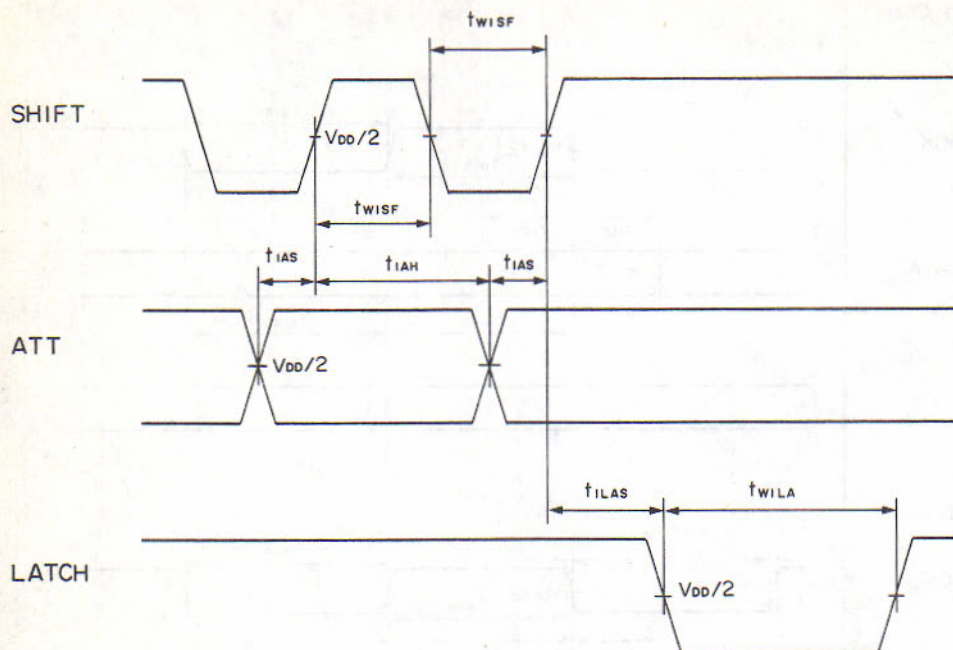 tWISF
SHIFT
VDD/2
tWISF
tIAS
tIAH
tIAS
ATT
VDD/2
tILAS
tWILA
LATCH
VDD/2